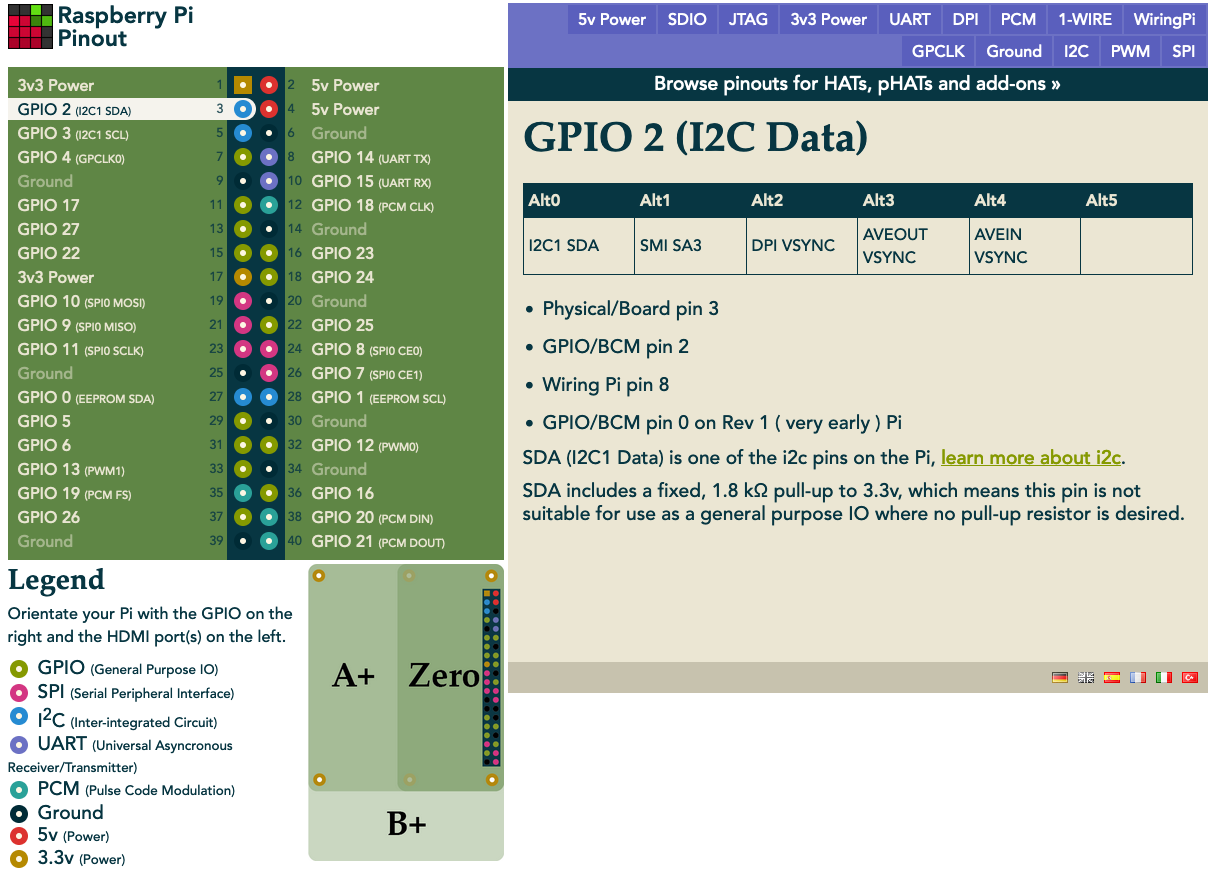 Raspberry Pi
Pinout
3v3 Power 1 2 5v Power
GPIO 2 (I2C1 SDA) 3 4 5v Power
GPIO 3 (I2C1 SCL) 5 6 Ground
GPIO 4 (GPCLK0) 7 8 GPIO 14 (UART TX)
Ground 9 10 GPIO 15 (UART RX)
GPIO 17 11 12 GPIO 18 (PCM CLK)
GPIO 27 13 14 Ground
GPIO 22 15 16 GPIO 23
3v3 Power 17 18 GPIO 24
GPIO 10 (SPI0 MOSI) 19 20 Ground
GPIO 9 (SPI0 MISO) 21 22 GPIO 25
GPIO 11 (SPI0 SCLK) 23 24 GPIO 8 (SPI0 CE0)
Ground 25 26 GPIO 7 (SPI0 CE1)
GPIO 0 (EEPROM SDA) 27 28 GPIO 1 (EEPROM SCL)
GPIO 5 29 30 Ground
GPIO 6 31 32 GPIO 12 (PWM0)
GPIO 13 (PWM1) 33 34 Ground
GPIO 19 (PCM FS) 35 36 GPIO 16
GPIO 26 37 38 GPIO 20 (PCM DIN)
Ground 39 40 GPIO 21 (PCM DOUT)
Legend
Orientate your Pi with the GPIO on the
right and the HDMI port(s) on the left.
GPIO (General Purpose IO)
SPI (Serial Peripheral Interface)
I2C (Inter-integrated Circuit)
UART (Universal Asyncronous
Receiver/Transmitter)
PCM (Pulse Code Modulation)
Ground
5v (Power)
3.3v (Power)
A+ Zero
B+
5v Power SDIO JTAG 3v3 Power UART DPI PCM 1-WIRE WiringPi
GPCLK Ground I2C PWM SPI
Browse pinouts for HATs, pHATs and add-ons »
GPIO 2 (I2C Data)
Alt0 Alt1 Alt2 Alt3 Alt4 Alt5
I2C1 SDA SMI SA3 DPI VSYNC AVEOUT VSYNC AVEIN VSYNC
• Physical/Board pin 3
• GPIO/BCM pin 2
• Wiring Pi pin 8
• GPIO/BCM pin 0 on Rev 1 ( very early ) Pi
SDA (I2C1 Data) is one of the i2c pins on the Pi, learn more about i2c.
SDA includes a fixed, 1.8 kΩ pull-up to 3.3v, which means this pin is not
suitable for use as a general purpose IO where no pull-up resistor is desired.